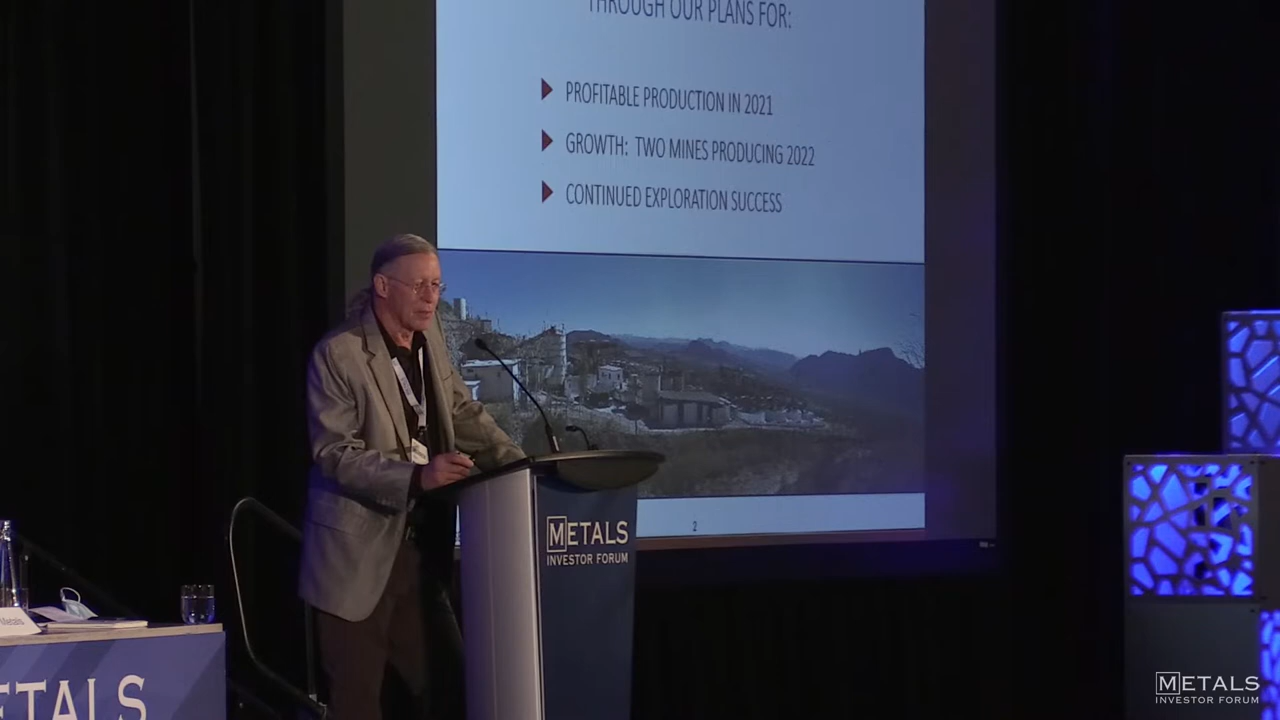 THROUGH OUR PLANS FOR:
PROFITABLE PRODUCTION IN 2021
GROWTH: TWO MINES PRODUCING 2022
CONTINUED EXPLORATION SUCCESS
2
METALS
INVESTOR FORUM
Metals
ETALS
METALS
INVESTOR FORUM